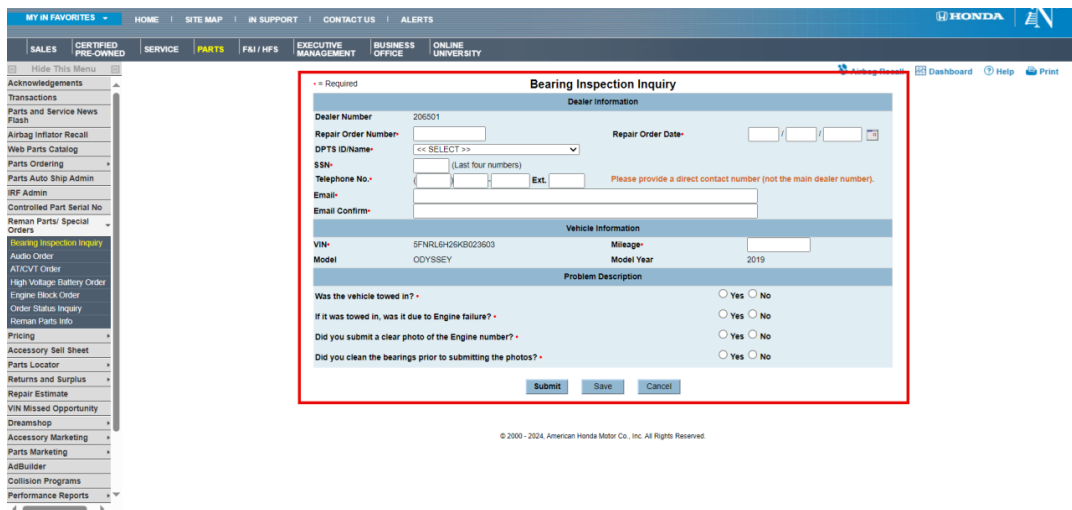 MY iN FAVORITES
HOME | SITE MAP | iN SUPPORT | CONTACT US | ALERTS
HONDA
iN
SALES
CERTIFIED PRE-OWNED
SERVICE
PARTS
F&I / HFS
EXECUTIVE MANAGEMENT
BUSINESS OFFICE
ONLINE UNIVERSITY
Hide This Menu
Airbag Recall
Dashboard
Help
Print
Acknowledgements
Transactions
Parts and Service News
Flash
Airbag Inflator Recall
Web Parts Catalog
Parts Ordering
Parts Auto Ship Admin
IRF Admin
Controlled Part Serial No
Reman Parts/ Special
Orders
Bearing Inspection Inquiry
Audio Order
AT/CVT Order
High Voltage Battery Order
Engine Block Order
Order Status Inquiry
Reman Parts Info
Pricing
Accessory Sell Sheet
Parts Locator
Returns and Surplus
Repair Estimate
VIN Missed Opportunity
Dreamshop
Accessory Marketing
Parts Marketing
AdBuilder
Collision Programs
Performance Reports
• = Required
Bearing Inspection Inquiry
Dealer Information
Dealer Number 206501
Repair Order Number• Repair Order Date• / /
DPTS ID/Name• << SELECT >>
SSN• (Last four numbers)
Telephone No.• ( ) - Ext. Please provide a direct contact number (not the main dealer number).
Email•
Email Confirm•
Vehicle Information
VIN• 5FNRL6H26KB023603 Mileage•
Model ODYSSEY Model Year 2019
Problem Description
Was the vehicle towed in? • Yes No
If it was towed in, was it due to Engine failure? • Yes No
Did you submit a clear photo of the Engine number? • Yes No
Did you clean the bearings prior to submitting the photos? • Yes No
Submit Save Cancel
© 2000 - 2024, American Honda Motor Co., Inc. All Rights Reserved.